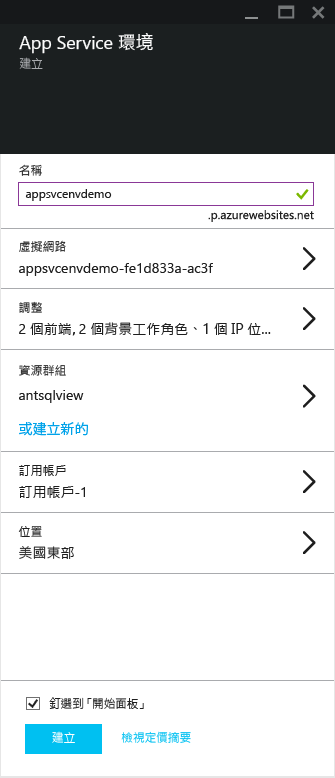 App Service 環境
建立
名稱
appsvcenvdemo
.p.azurewebsites.net
虛擬網路
appsvcenvdemo-fe1d833a-ac3f
調整
2 個前端, 2 個背景工作角色、1 個 IP 位...
資源群組
antsqlview
或建立新的
訂用帳戶
訂用帳戶-1
位置
美國東部
釘選到「開始面板」
建立 檢視定價摘要